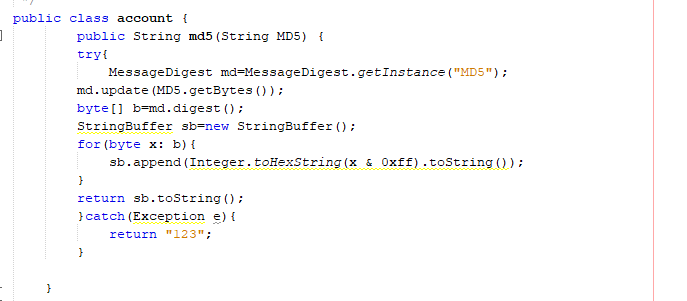 */
public class account {
public String md5(String MD5) {
try{
MessageDigest md=MessageDigest.getInstance("MD5");
md.update(MD5.getBytes());
byte[] b=md.digest();
StringBuffer sb=new StringBuffer();
for(byte x: b){
sb.append(Integer.toHexString(x & 0xff).toString());
}
return sb.toString();
}catch(Exception e){
return "123";
}
}